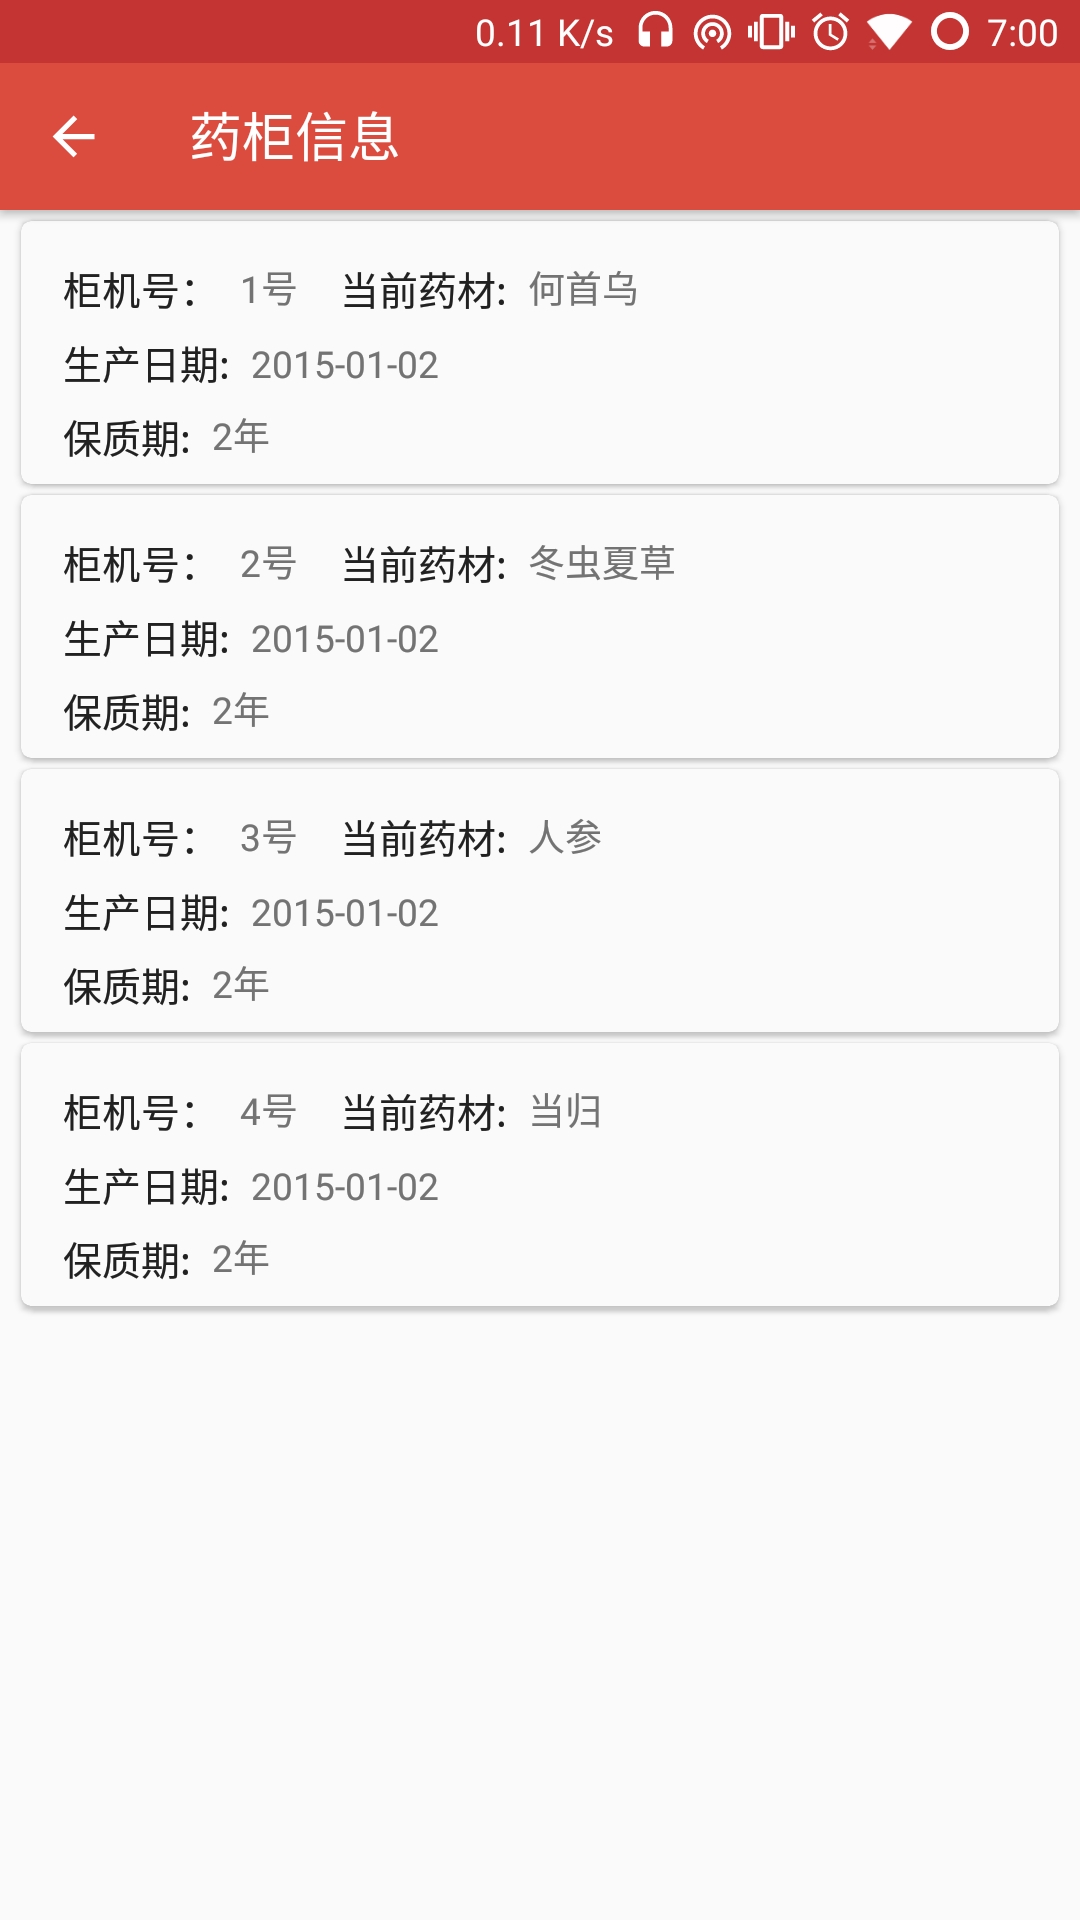 0.11 K/s 7:00
药柜信息
柜机号： 1号 当前药材: 何首乌
生产日期: 2015-01-02
保质期: 2年
柜机号： 2号 当前药材: 冬虫夏草
生产日期: 2015-01-02
保质期: 2年
柜机号： 3号 当前药材: 人参
生产日期: 2015-01-02
保质期: 2年
柜机号： 4号 当前药材: 当归
生产日期: 2015-01-02
保质期: 2年